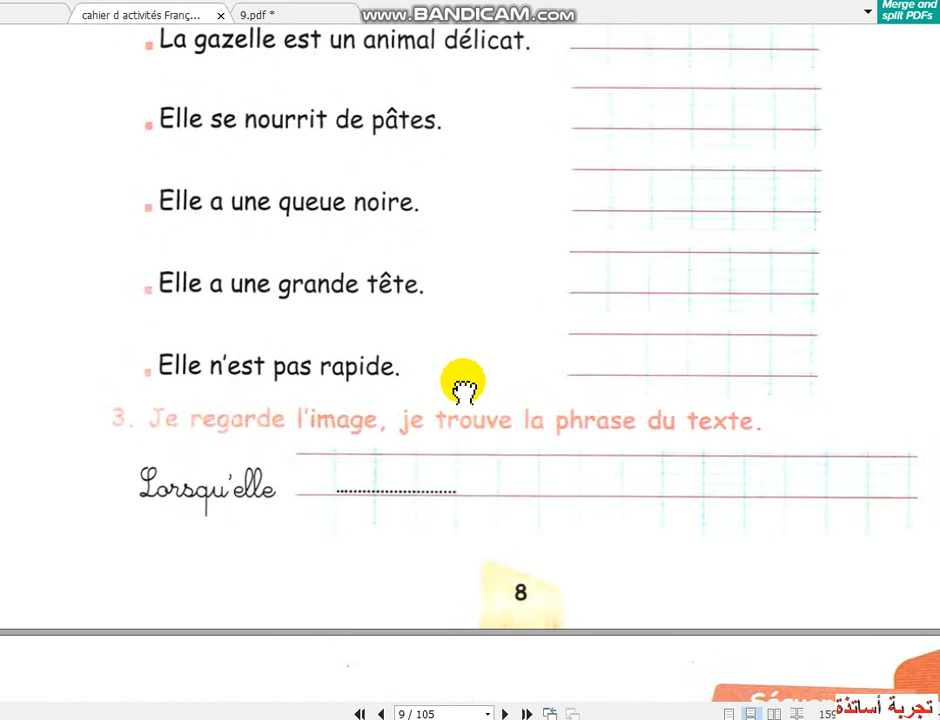 cahier d activités Franç... x 9.pdf *
www.BANDICAM.com
Merge and
split PDFs
La gazelle est un animal délicat.
Elle se nourrit de pâtes.
Elle a une queue noire.
Elle a une grande tête.
Elle n'est pas rapide.
3. Je regarde l'image, je trouve la phrase du texte.
Lorsqu'elle ..............................
8
9 / 105
159
تجربة أساتذة